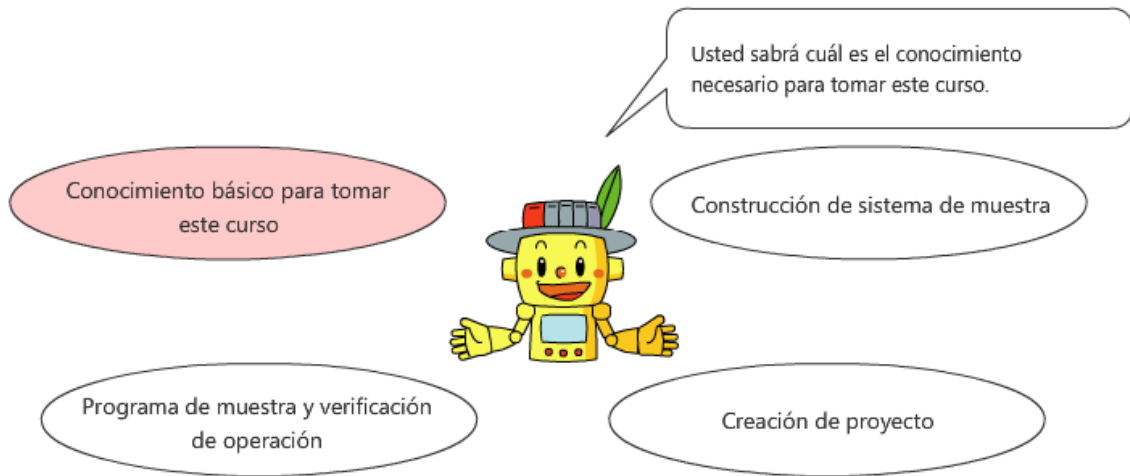 Usted sabrá cuál es el conocimiento
necesario para tomar este curso.
Conocimiento básico para tomar
este curso
Construcción de sistema de muestra
Programa de muestra y verificación
de operación
Creación de proyecto